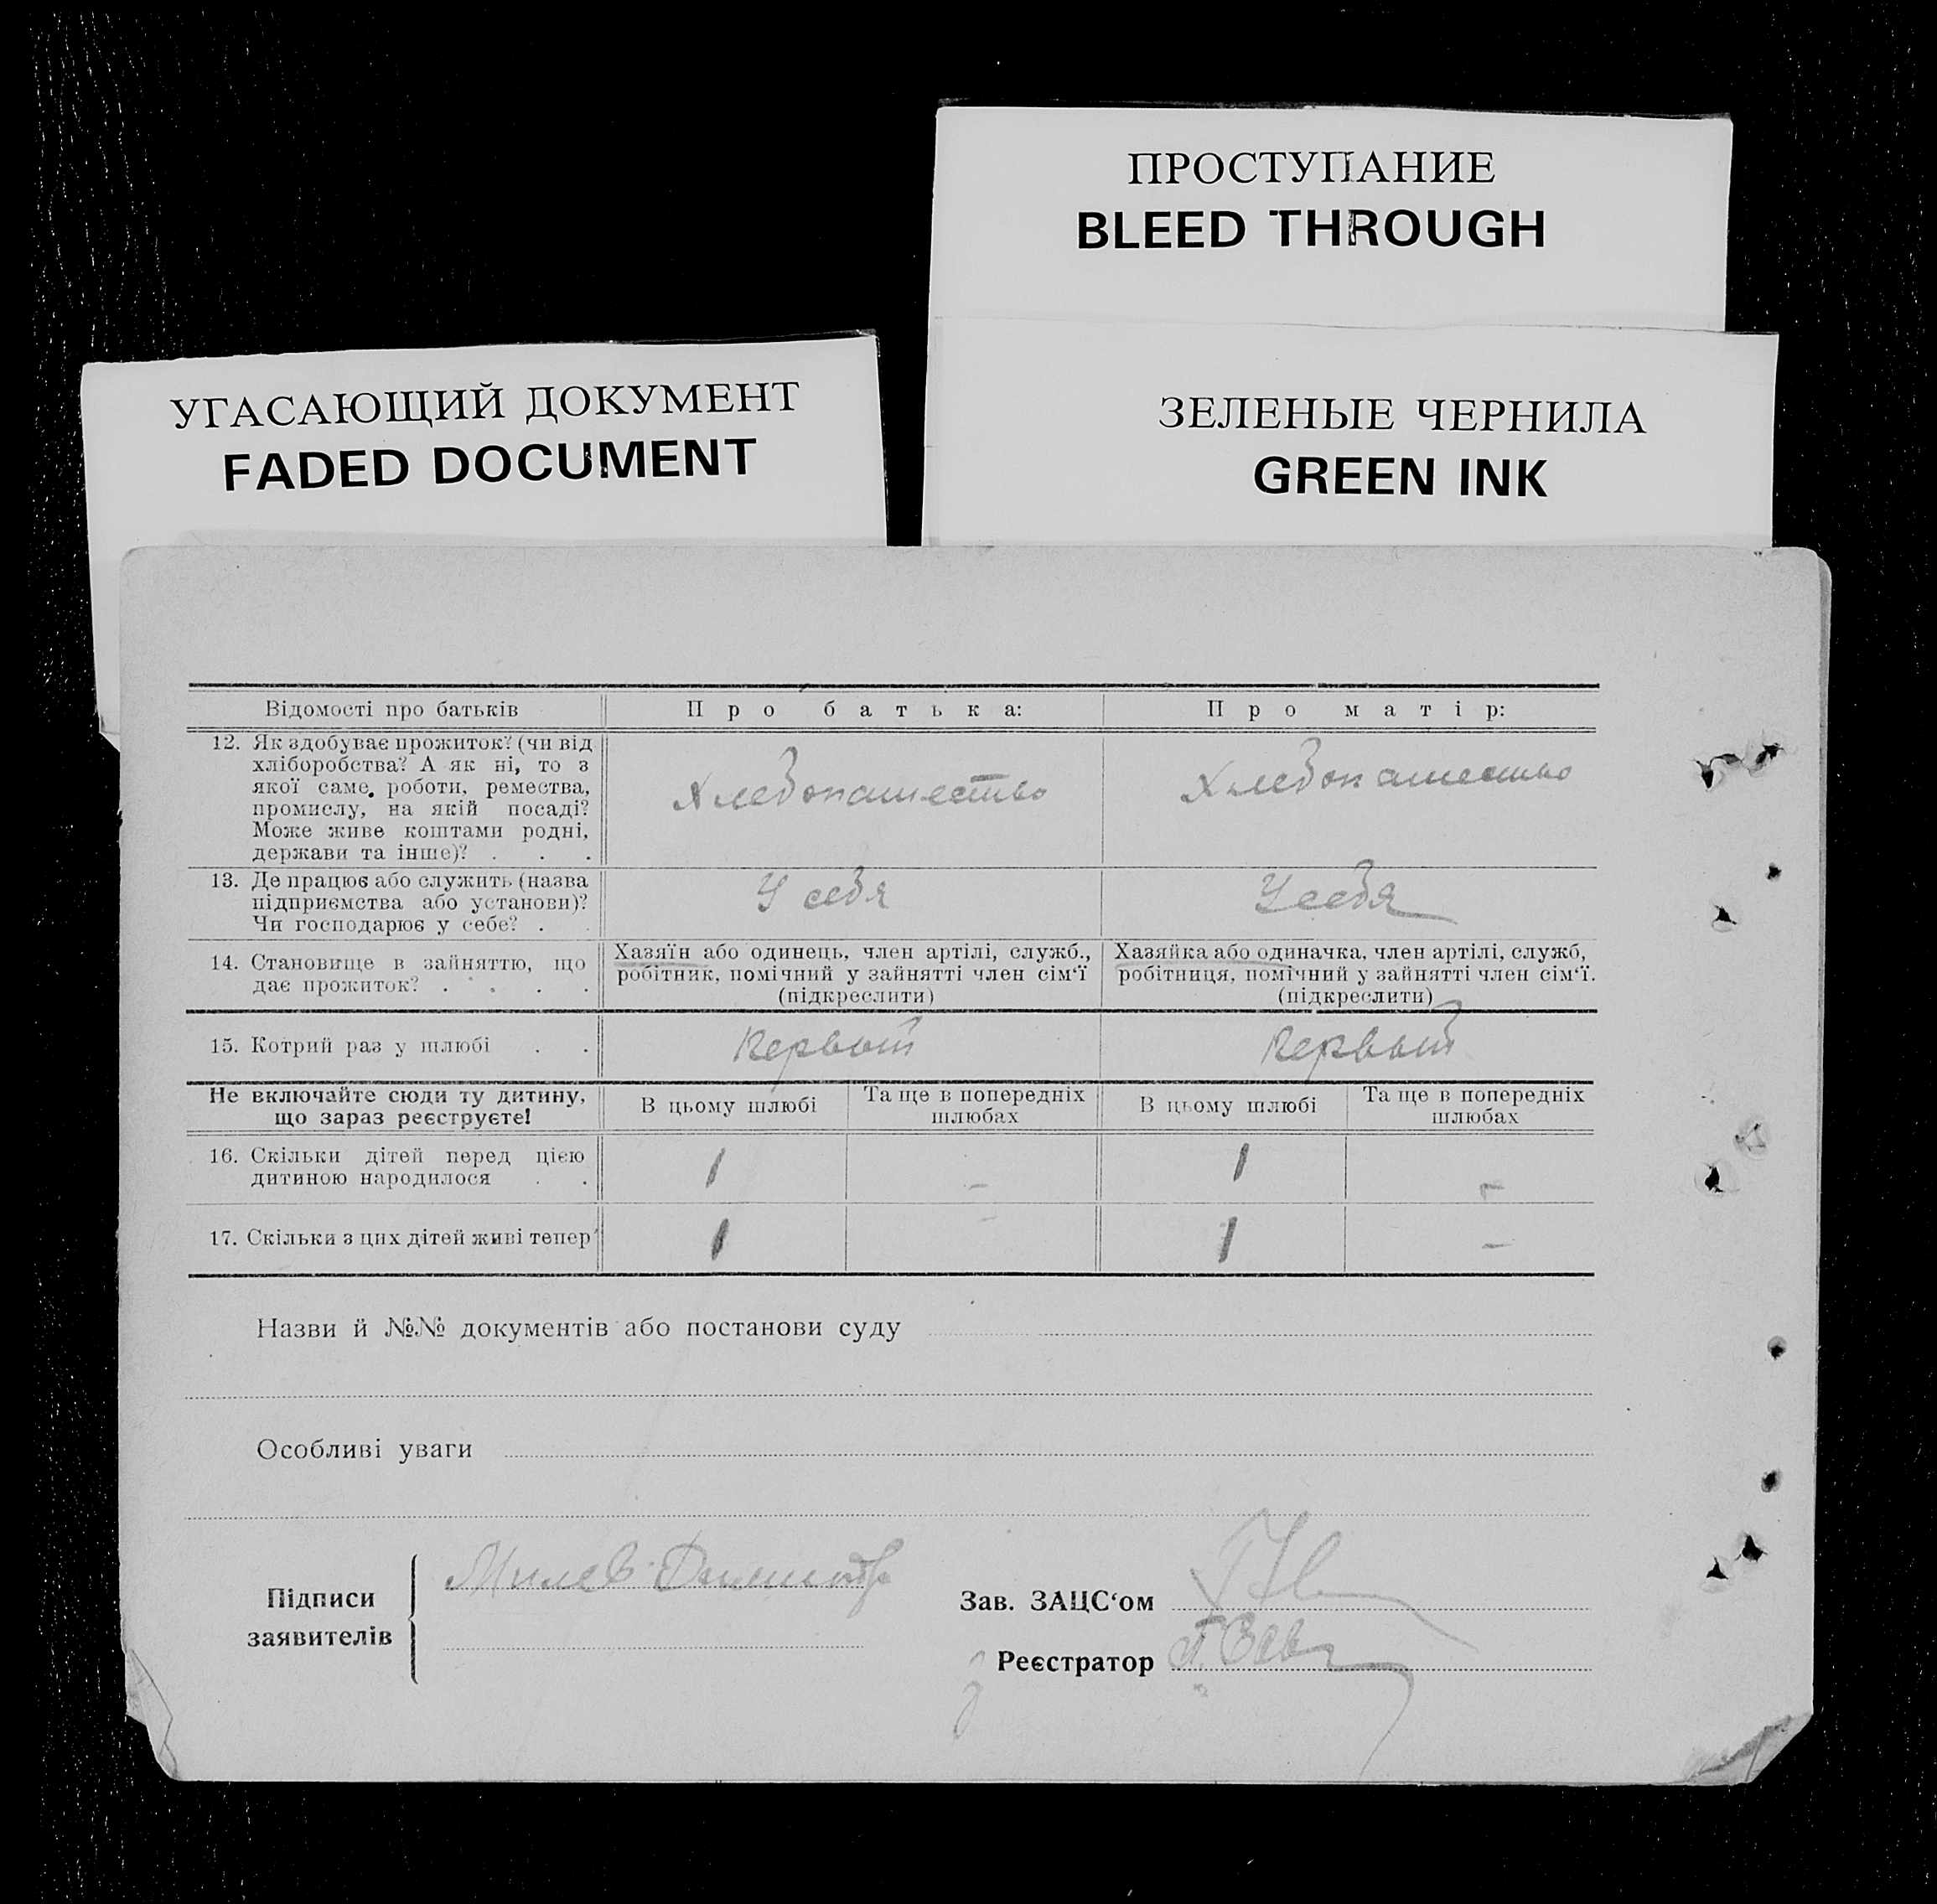 ПРОСТУПАНИЕ
BLEED THROUGH
УГАСАЮЩИЙ ДОКУМЕНТ
FADED DOCUMENT
ЗЕЛЕНЫЕ ЧЕРНИЛА
GREEN INK
Відомості про батьків Про батька: Про матір:
12. Як здобуває прожиток? (чи від
хліборобства? А як ні, то з
якої саме роботи, ремества,
промислу, на якій посаді?
Може живе коштами родні,
держави та інше)? . . .
Хлебопашество Хлебопашество
13. Де працює або служить (назва
підприємства або установи)?
Чи господарює у себе? .
У себя У себя
14. Становище в зайняттю, що
дає прожиток? . . . .
Хазяїн або одинець, член артілі, служб.,
робітник, помічний у зайнятті член сім‘ї
(підкреслити)
Хазяйка або одиначка, член артілі, служб,
робітниця, помічний у зайнятті член сім‘ї.
(підкреслити)
15. Котрий раз у шлюбі . . Первый Первый
Не включайте сюди ту дитину,
що зараз реєструєте!
В цьому шлюбі Та ще в попередніх
шлюбах
В цьому шлюбі Та ще в попередніх
шлюбах
16. Скільки дітей перед цією
дитиною народилося . .
1 – 1 –
17. Скільки з цих дітей живі тепер 1 – 1 –
Назви й №№ документів або постанови суду
Особливі уваги
Підписи
заявителів
Милев Дмитр
Зав. ЗАЦС‘ом
Реєстратор